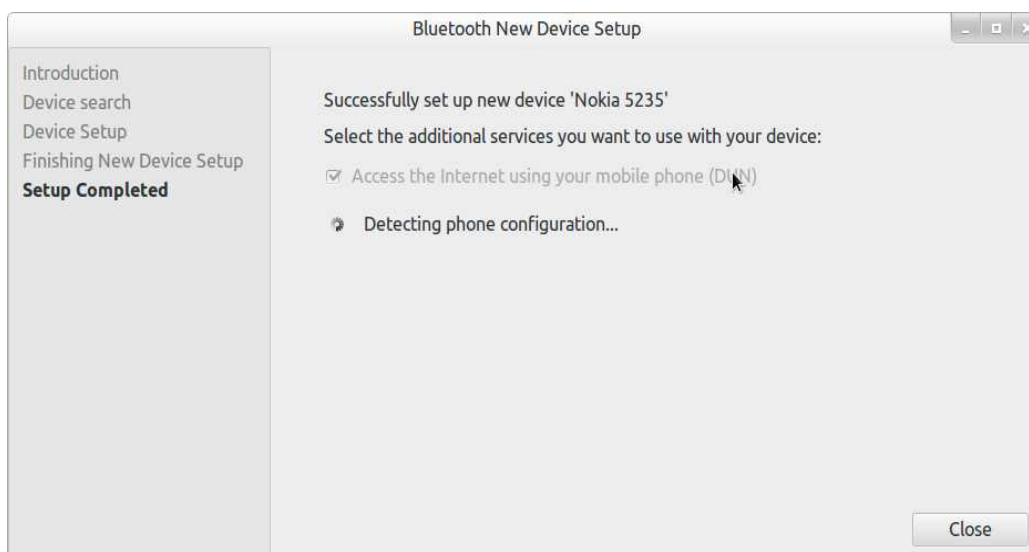 Bluetooth New Device Setup
Introduction
Device search
Device Setup
Finishing New Device Setup
Setup Completed
Successfully set up new device 'Nokia 5235'
Select the additional services you want to use with your device:
Access the Internet using your mobile phone (DUN)
Detecting phone configuration...
Close